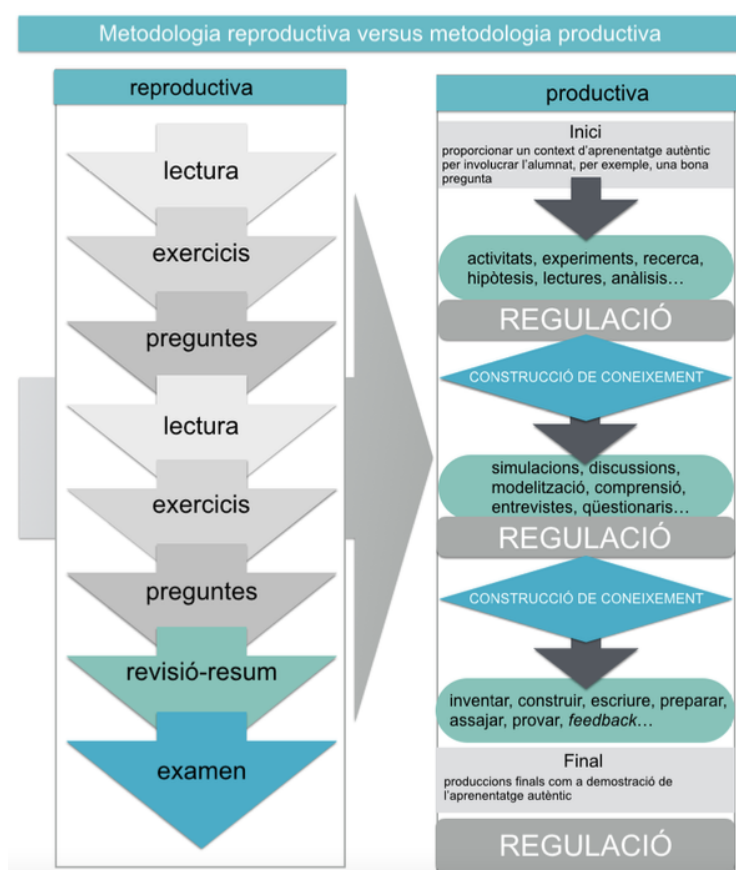 Metodologia reproductiva versus metodologia productiva
reproductiva
lectura
exercicis
preguntes
lectura
exercicis
preguntes
revisió-resum
examen
productiva
Inici
proporcionar un context d'aprenentatge autèntic
per involucrar l'alumnat, per exemple, una bona
pregunta
activitats, experiments, recerca,
hipòtesis, lectures, anàlisis…
REGULACIÓ
CONSTRUCCIÓ DE CONEIXEMENT
simulacions, discussions,
modelització, comprensió,
entrevistes, qüestionaris…
REGULACIÓ
CONSTRUCCIÓ DE CONEIXEMENT
inventar, construir, escriure, preparar,
assajar, provar, feedback…
Final
produccions finals com a demostració de
l'aprenentatge autèntic
REGULACIÓ